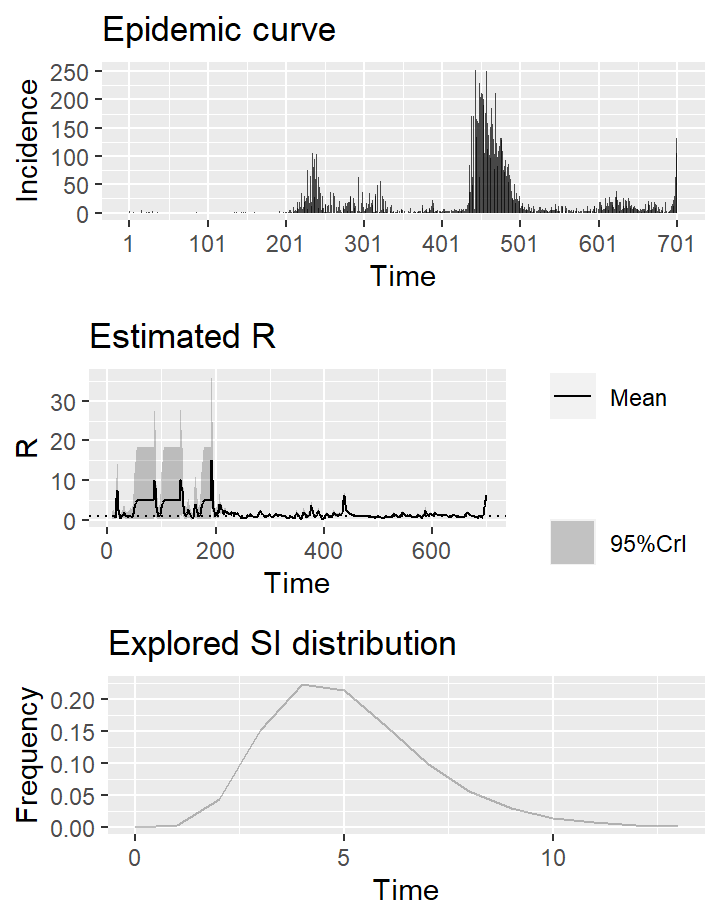 Epidemic curve
Incidence
250
200
150
100
50
0
1 101 201 301 401 501 601 701
Time
Estimated R
R
30
20
10
0
0 200 400 600
Time
Mean
95%CrI
Explored SI distribution
Frequency
0.20
0.15
0.10
0.05
0.00
0 5 10
Time